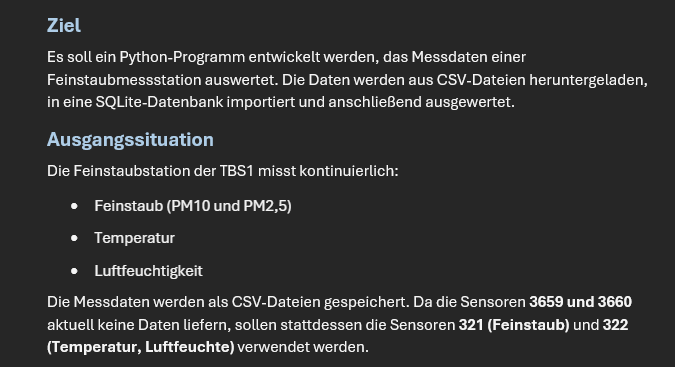 Ziel
Es soll ein Python-Programm entwickelt werden, das Messdaten einer
Feinstaubmessstation auswertet. Die Daten werden aus CSV-Dateien heruntergeladen,
in eine SQLite-Datenbank importiert und anschließend ausgewertet.
Ausgangssituation
Die Feinstaubstation der TBS1 misst kontinuierlich:
• Feinstaub (PM10 und PM2,5)
• Temperatur
• Luftfeuchtigkeit
Die Messdaten werden als CSV-Dateien gespeichert. Da die Sensoren 3659 und 3660
aktuell keine Daten liefern, sollen stattdessen die Sensoren 321 (Feinstaub) und 322
(Temperatur, Luftfeuchte) verwendet werden.